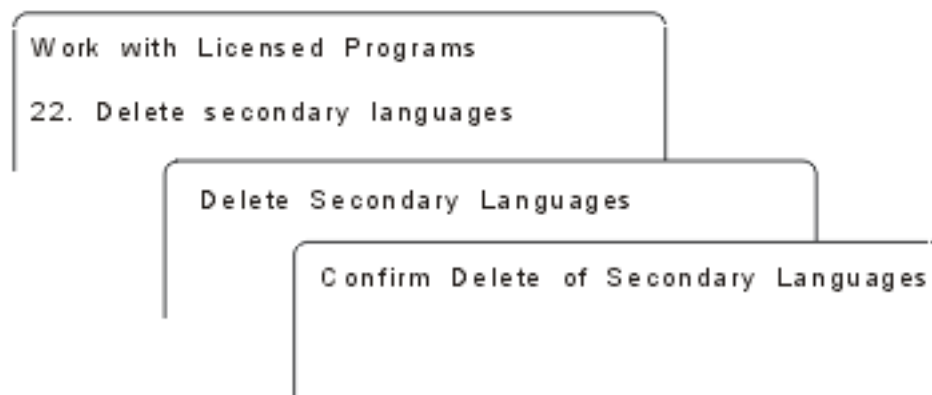 Work with Licensed Programs
22. Delete secondary languages
Delete Secondary Languages
Confirm Delete of Secondary Languages